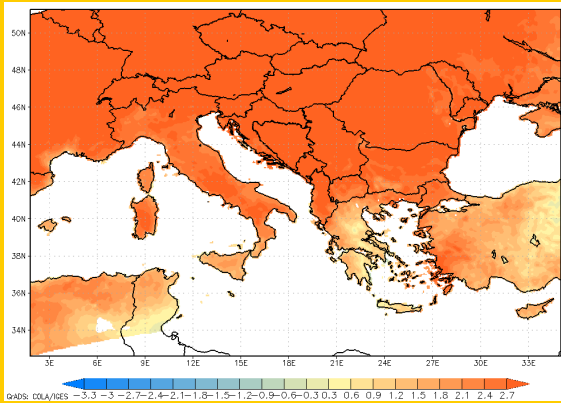 50N
48N
46N
44N
42N
40N
38N
36N
34N
3E 6E 9E 12E 15E 18E 21E 24E 27E 30E 33E
GrADS: COLA/IGES -3.3 -3 -2.7 -2.4 -2.1 -1.8 -1.5 -1.2 -0.9 -0.6 -0.3 0.3 0.6 0.9 1.2 1.5 1.8 2.1 2.4 2.7